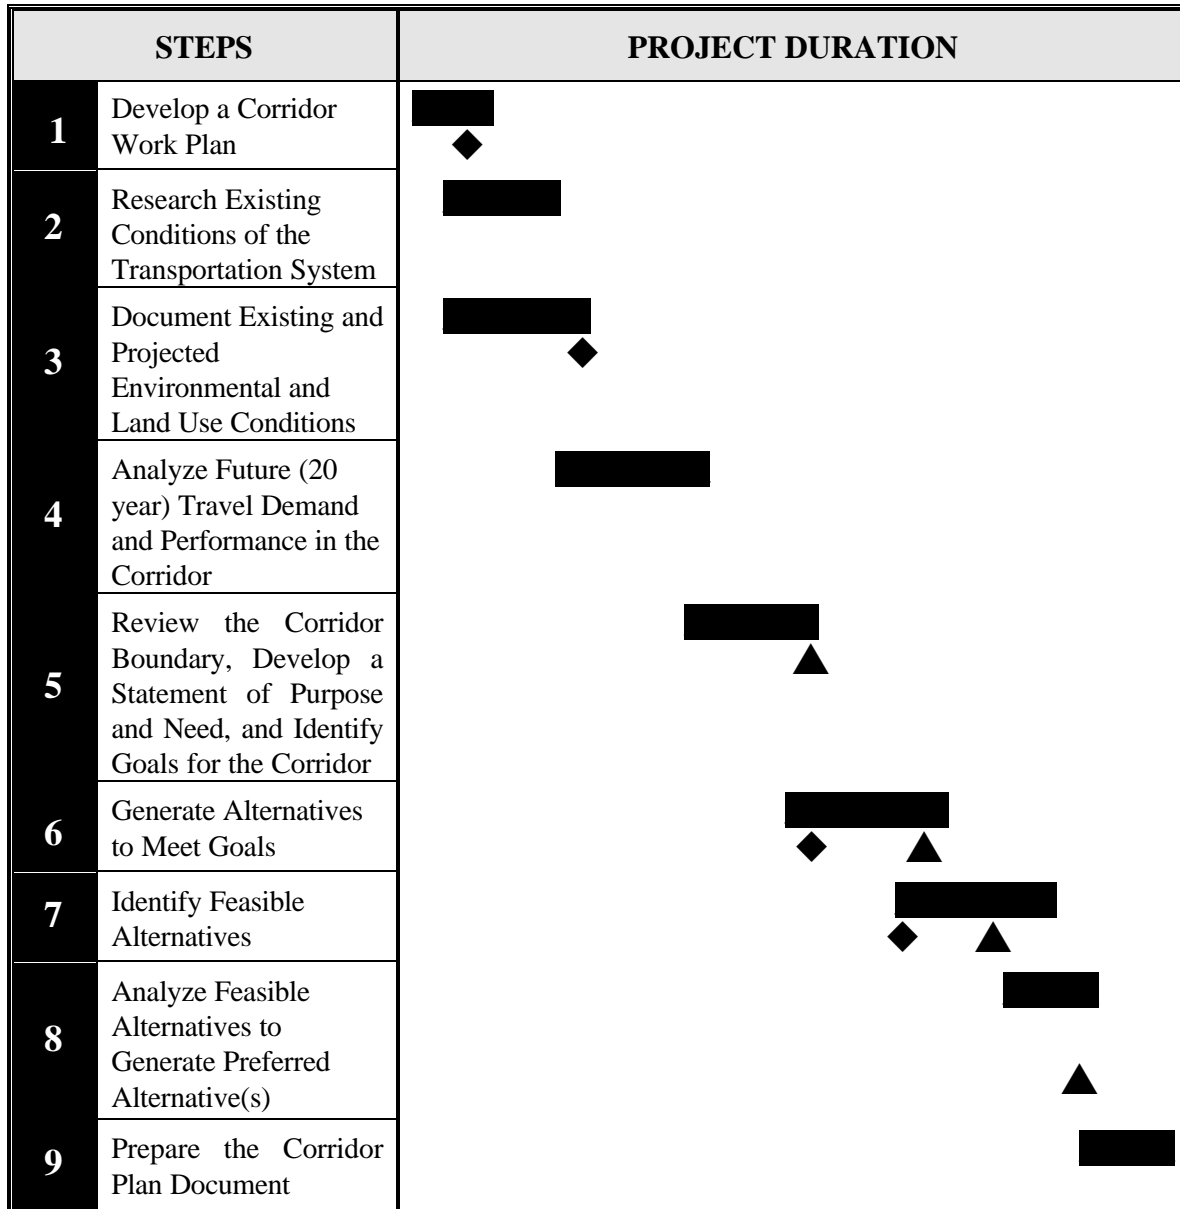 STEPS
PROJECT DURATION
1
Develop a Corridor
Work Plan
2
Research Existing
Conditions of the
Transportation System
3
Document Existing and
Projected
Environmental and
Land Use Conditions
4
Analyze Future (20
year) Travel Demand
and Performance in the
Corridor
5
Review the Corridor
Boundary, Develop a
Statement of Purpose
and Need, and Identify
Goals for the Corridor
6
Generate Alternatives
to Meet Goals
7
Identify Feasible
Alternatives
8
Analyze Feasible
Alternatives to
Generate Preferred
Alternative(s)
9
Prepare the Corridor
Plan Document